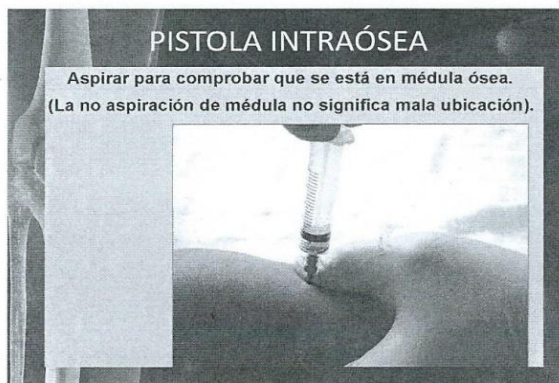 PISTOLA INTRAÓSEA
Aspirar para comprobar que se está en médula ósea.
(La no aspiración de médula no significa mala ubicación).